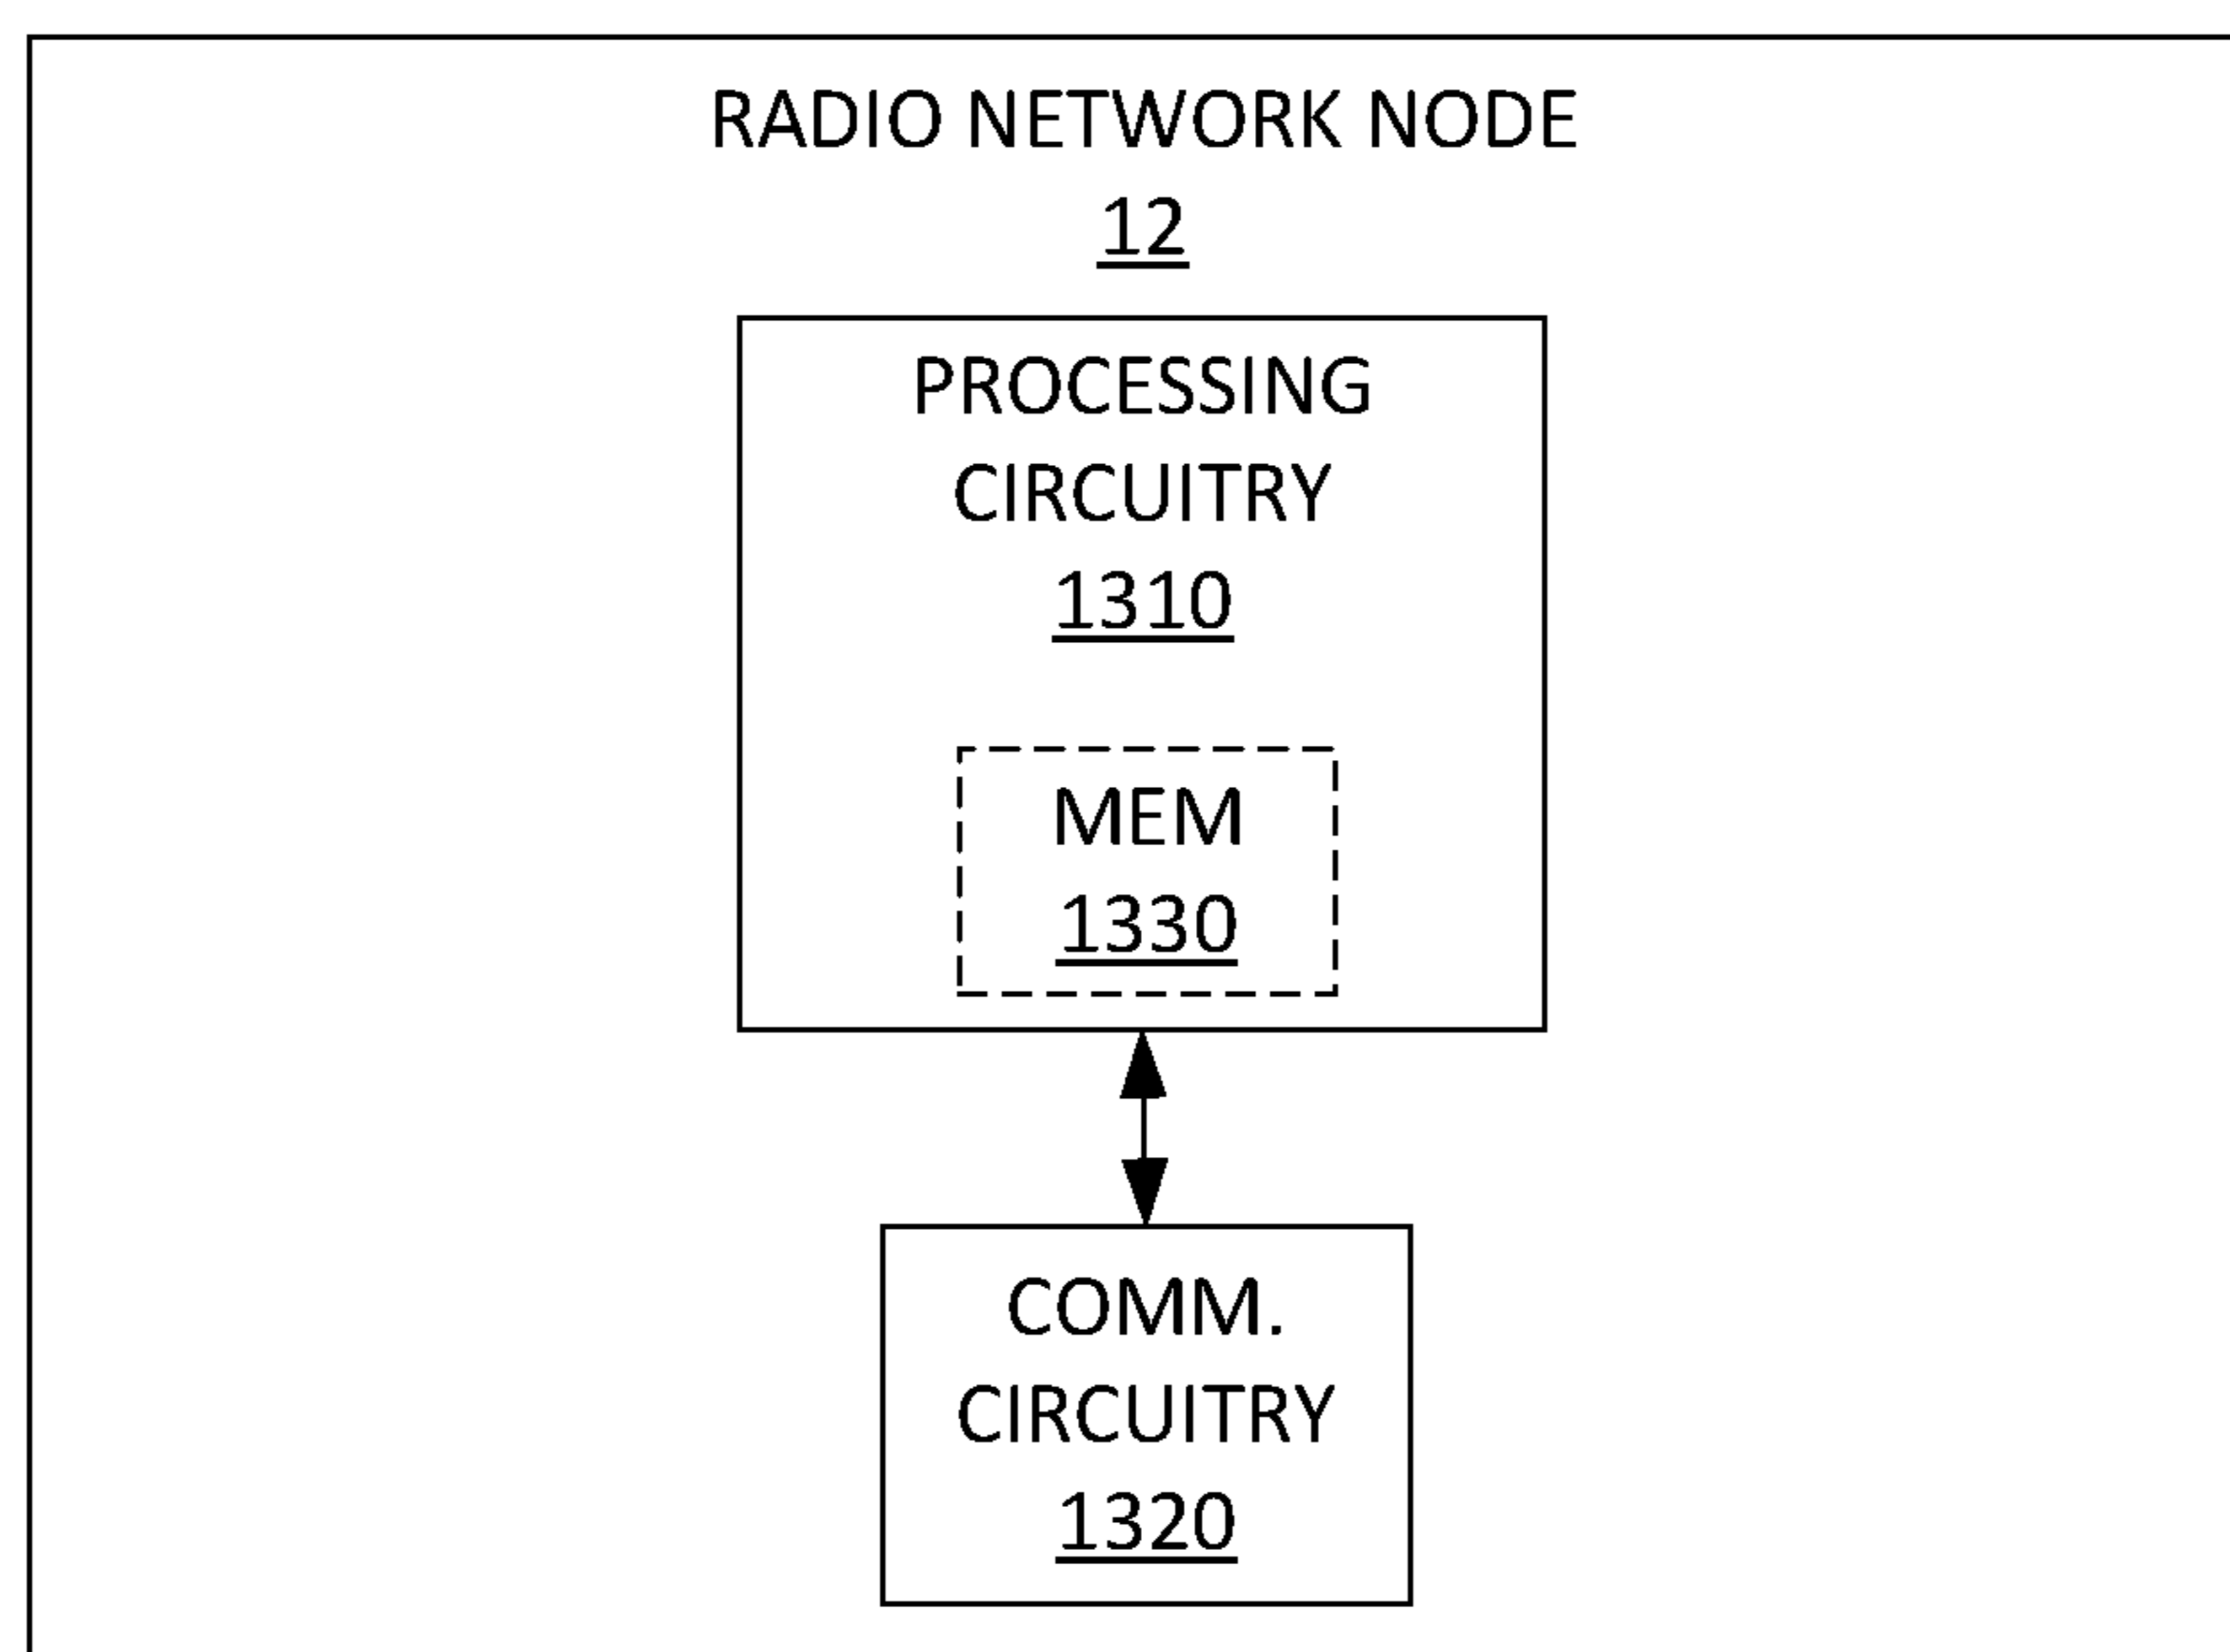 RADIO NETWORK NODE
12
PROCESSING
CIRCUITRY
1310
MEM
1330
COMM.
CIRCUITRY
1320